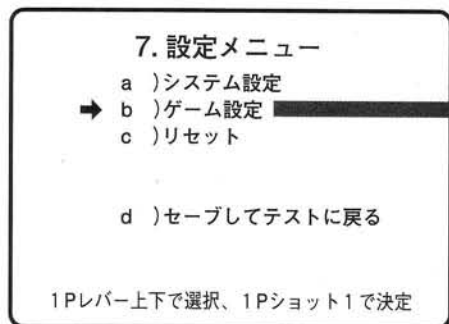 7. 設定メニュー
a )システム設定
➡ b )ゲーム設定
c )リセット
d )セーブしてテストに戻る
1Pレバー上下で選択、1Pショット1で決定